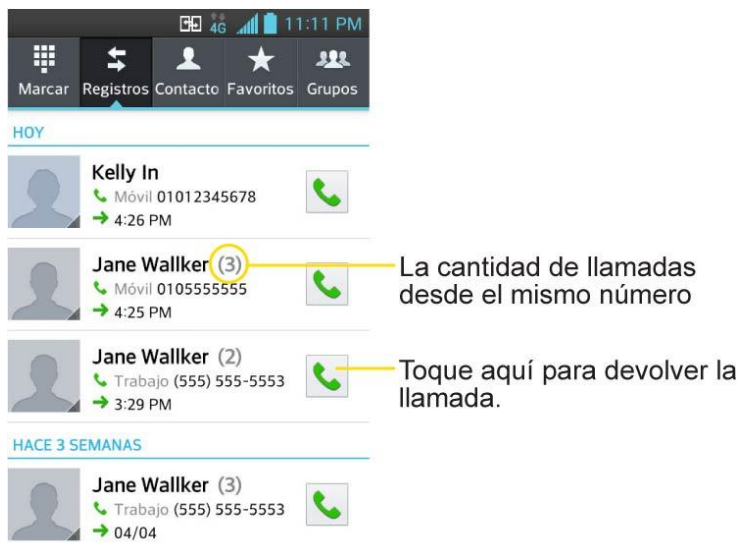 4G 11:11 PM
Marcar Registros Contacto Favoritos Grupos
HOY
Kelly In
Móvil 01012345678
4:26 PM
Jane Wallker (3)
Móvil 0105555555
4:25 PM
La cantidad de llamadas
desde el mismo número
Jane Wallker (2)
Trabajo (555) 555-5553
3:29 PM
Toque aquí para devolver la
llamada.
HACE 3 SEMANAS
Jane Wallker (3)
Trabajo (555) 555-5553
04/04